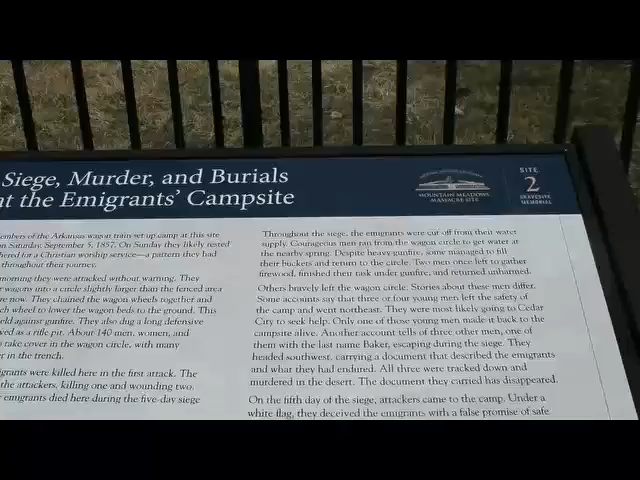 Siege, Murder, and Burials
at the Emigrants' Campsite
MOUNTAIN MEADOWS
MASSACRE SITE
SITE
2
GRAVESITE
MEMORIAL
members of the Arkansas wagon train set up camp at this site
on Saturday, September 5, 1857. On Sunday they likely rested
for a Christian worship service—a pattern they had
throughout their journey.
morning they were attacked without warning. They
wagons into a circle slightly larger than the fenced area
now. They chained the wagon wheels together and
wheel to lower the wagon beds to the ground. This
against gunfire. They also dug a long defensive
as a rifle pit. About 140 men, women, and
take cover in the wagon circle, with many
in the trench.
were killed here in the first attack. The
the attackers, killing one and wounding two.
emigrants died here during the five-day siege
Throughout the siege, the emigrants were cut off from their water
supply. Courageous men ran from the wagon circle to get water at
the nearby spring. Despite heavy gunfire, some managed to fill
their buckets and return to the circle. Two men once left to gather
firewood, finished their task under gunfire, and returned unharmed.
Others bravely left the wagon circle. Stories about these men differ.
Some accounts say that three or four young men left the safety of
the camp and went northeast. They were most likely going to Cedar
City to seek help. Only one of those young men made it back to the
campsite alive. Another account tells of three other men, one of
them with the last name Baker, escaping during the siege. They
headed southwest, carrying a document that described the emigrants
and what they had endured. All three were tracked down and
murdered in the desert. The document they carried has disappeared.
On the fifth day of the siege, attackers came to the camp. Under a
white flag, they deceived the emigrants with a false promise of safe